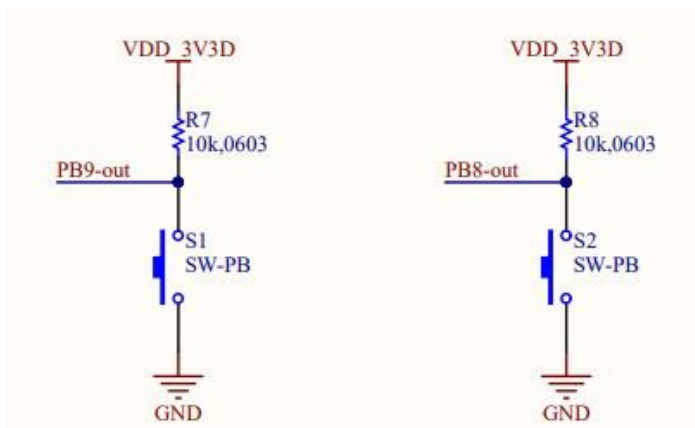 VDD_3V3D
R7
10k,0603
PB9-out
S1
SW-PB
GND
VDD_3V3D
R8
10k,0603
PB8-out
S2
SW-PB
GND